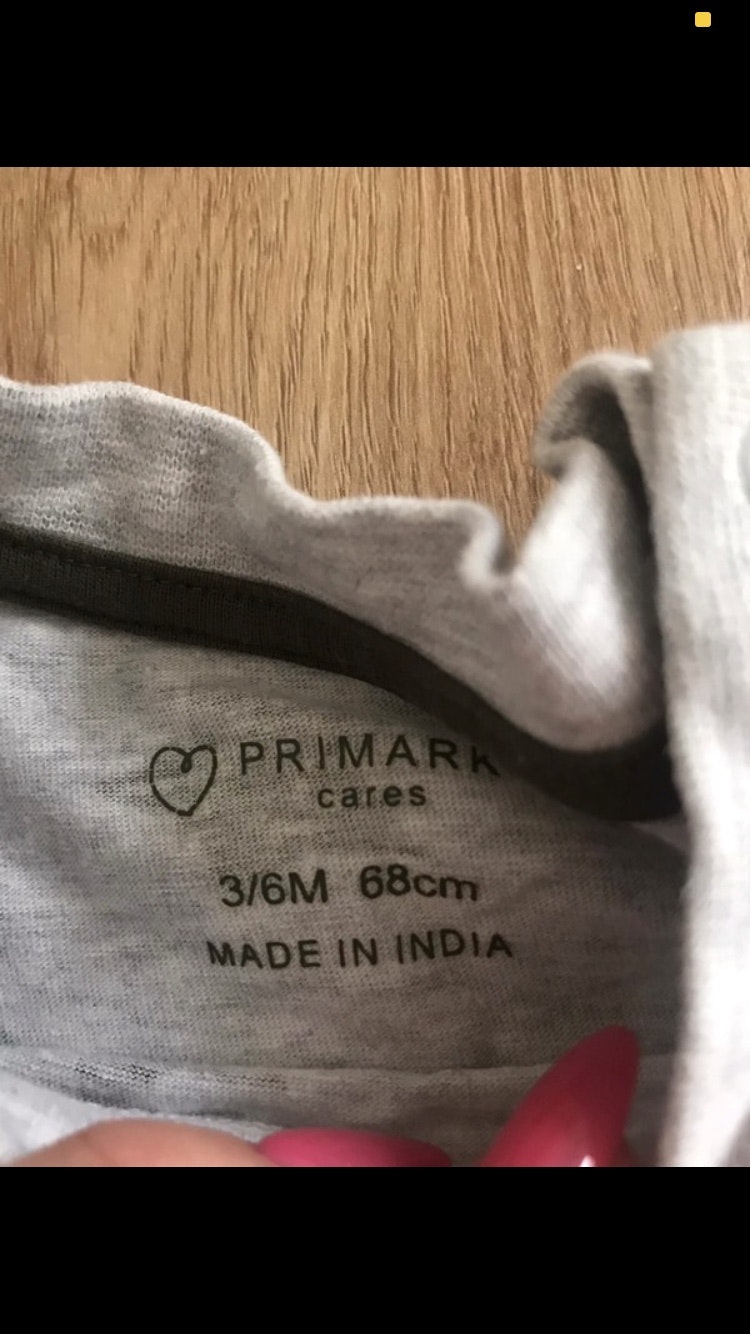 PRIMARK
cares
3/6M 68cm
MADE IN INDIA